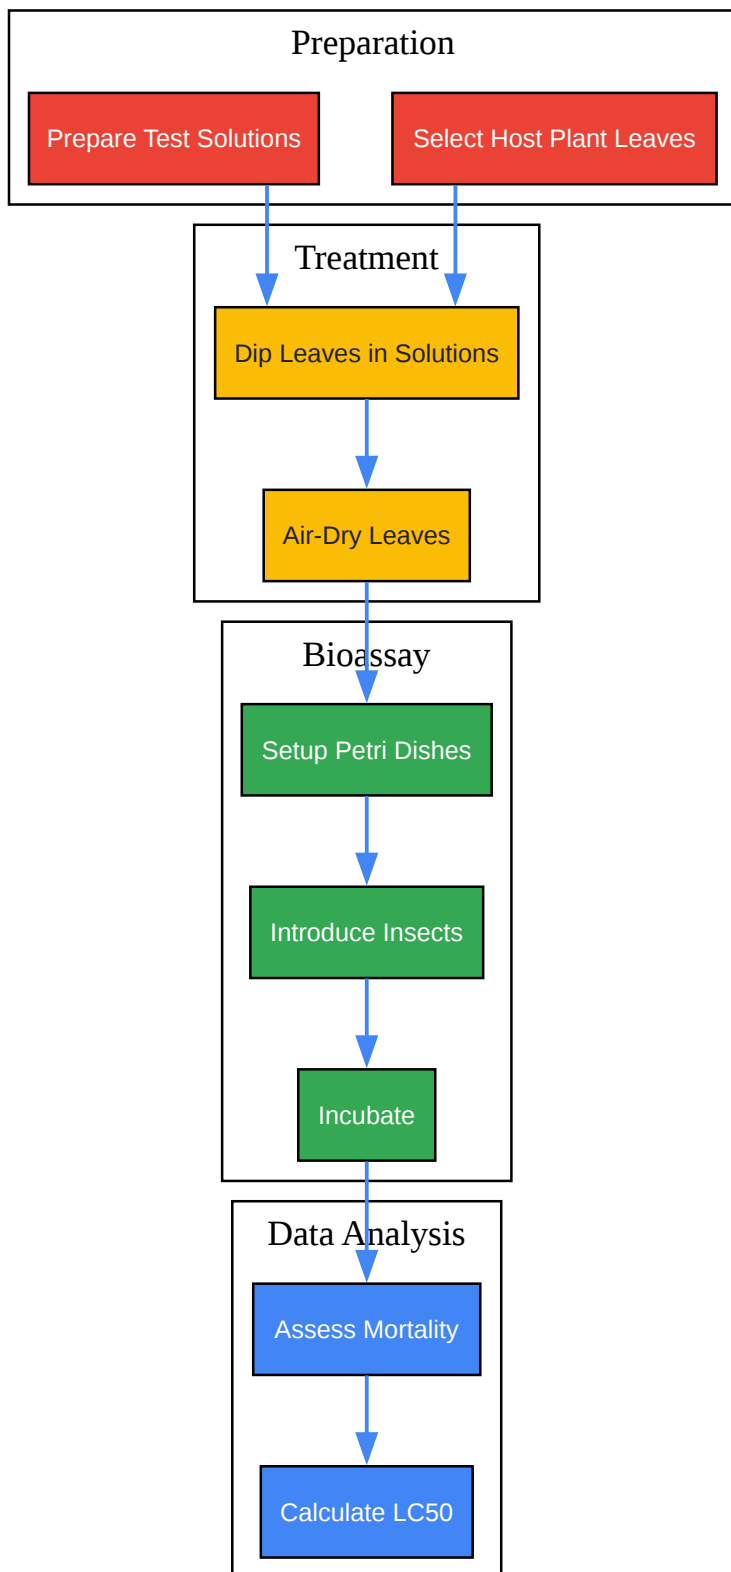 Preparation
Prepare Test Solutions
Select Host Plant Leaves
Treatment
Dip Leaves in Solutions
Air-Dry Leaves
Bioassay
Setup Petri Dishes
Introduce Insects
Incubate
Data Analysis
Assess Mortality
Calculate LC50